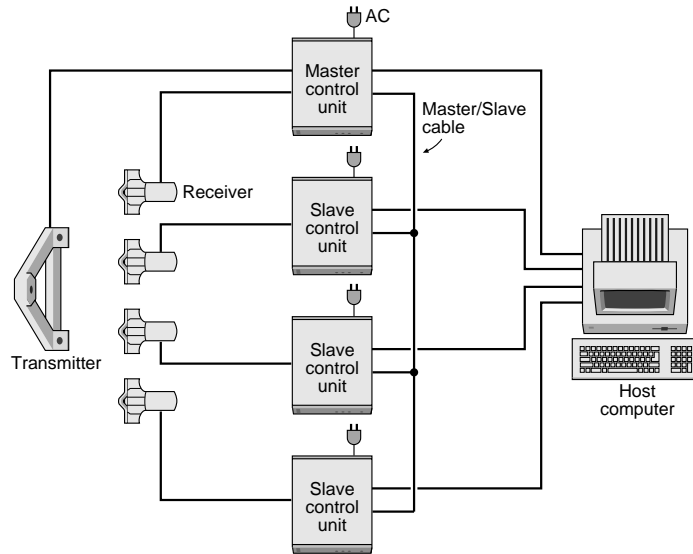 AC
Master
control
unit
Master/Slave
cable
Receiver
Slave
control
unit
Transmitter
Slave
control
unit
Host
computer
Slave
control
unit